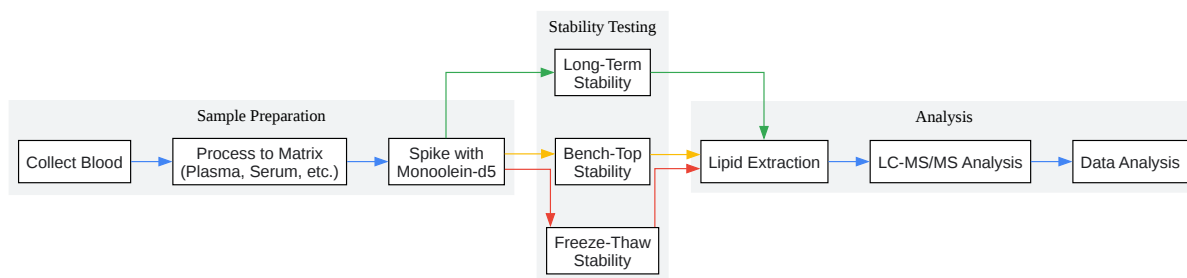 Stability Testing
Long-Term
Stability
Sample Preparation
Analysis
Collect Blood
Process to Matrix
(Plasma, Serum, etc.)
Spike with
Monoolein-d5
Bench-Top
Stability
Lipid Extraction
LC-MS/MS Analysis
Data Analysis
Freeze-Thaw
Stability